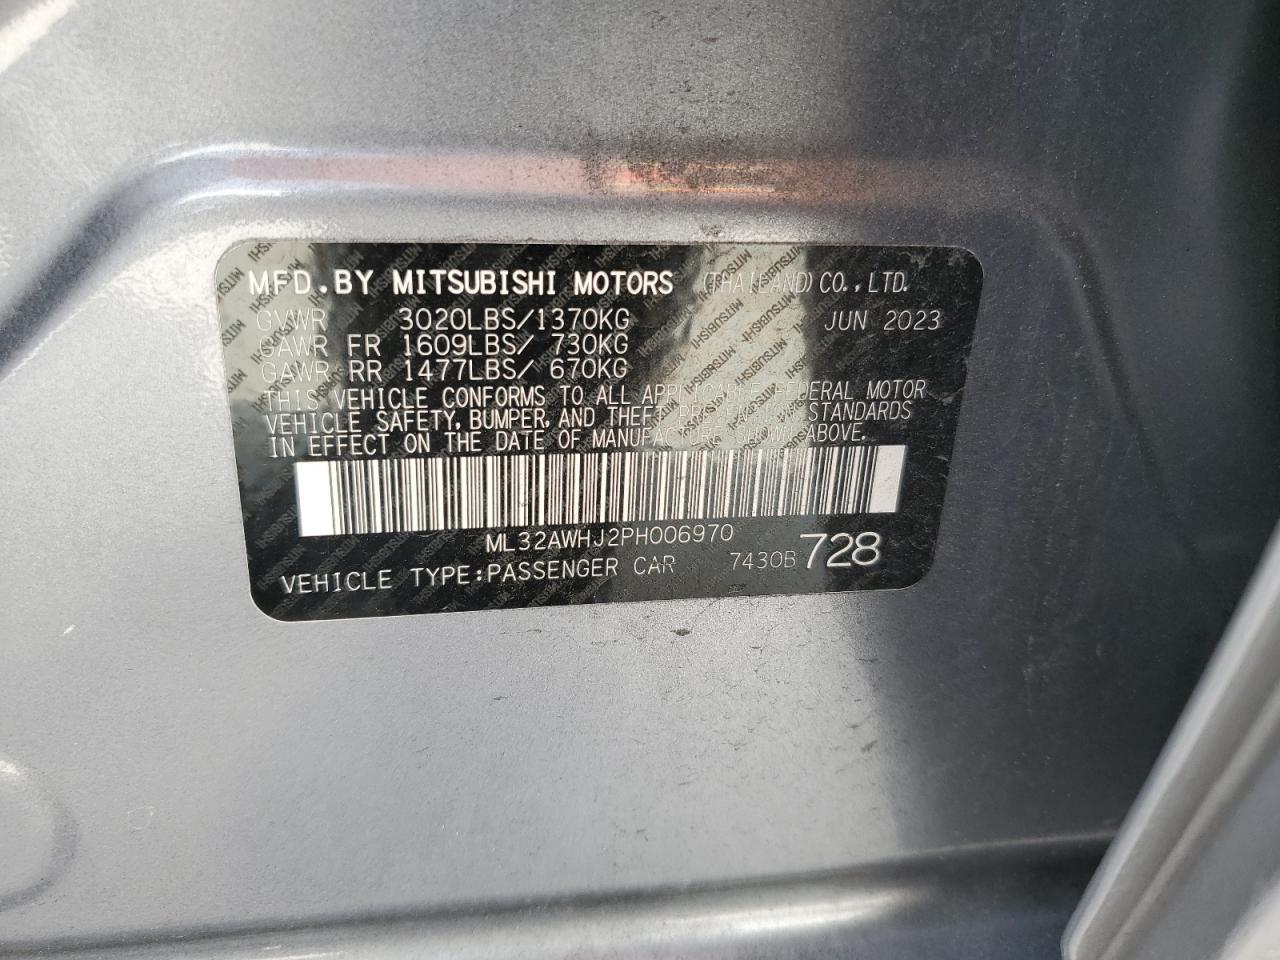 MFD.BY MITSUBISHI MOTORS (THAILAND) CO.,LTD.
GVWR 3020LBS/1370KG JUN 2023
GAWR FR 1609LBS/ 730KG
GAWR RR 1477LBS/ 670KG
THIS VEHICLE CONFORMS TO ALL APPLICABLE FEDERAL MOTOR
VEHICLE SAFETY, BUMPER, AND THEFT PREVENTION STANDARDS
IN EFFECT ON THE DATE OF MANUFACTURE SHOWN ABOVE.
ML32AWHJ2PH006970
VEHICLE TYPE:PASSENGER CAR 7430B 728